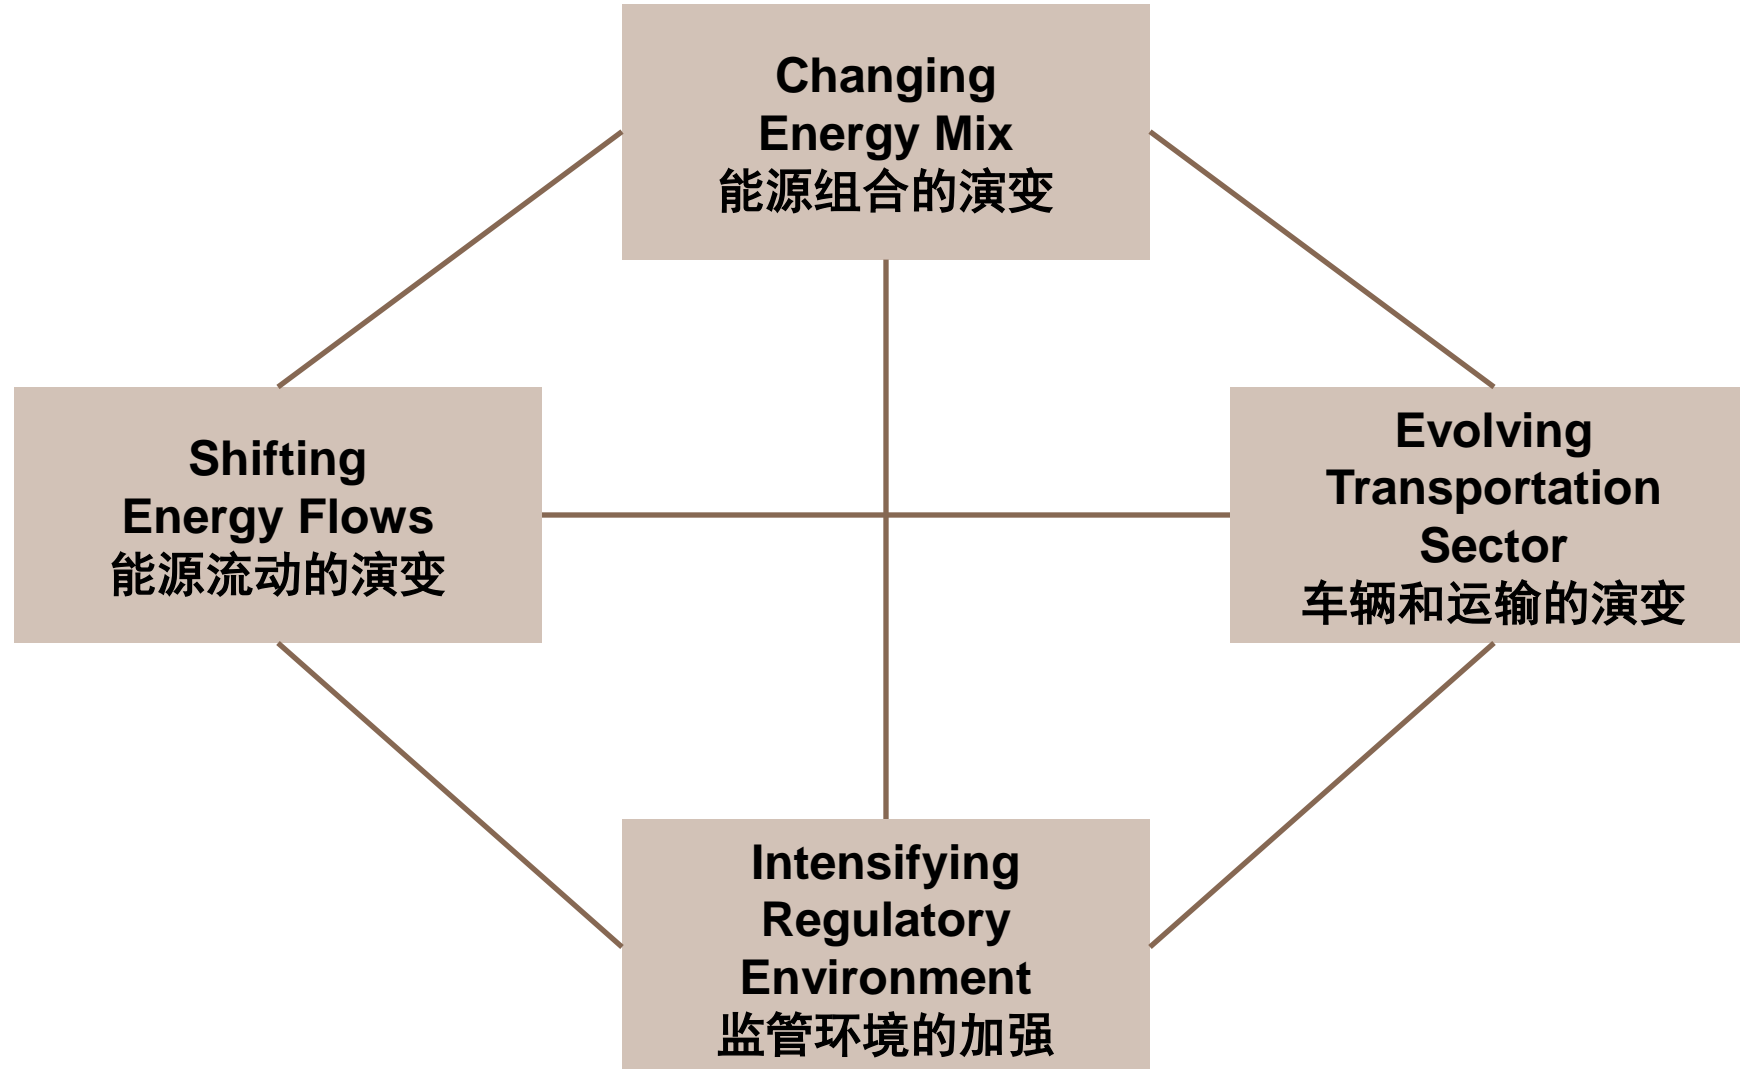 Changing
Energy Mix
能源组合的演变
Shifting
Energy Flows
能源流动的演变
Evolving
Transportation
Sector
车辆和运输的演变
Intensifying
Regulatory
Environment
监管环境的加强